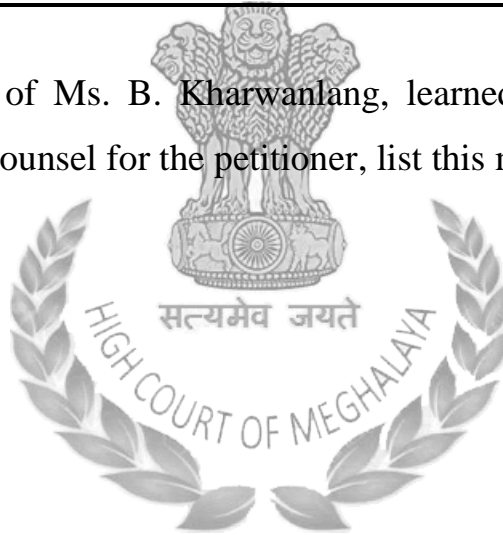 of Ms. B. Kharwanlang, learned
ounsel for the petitioner, list this
सत्यमेव जयते
HIGH COURT OF MEGHALAYA